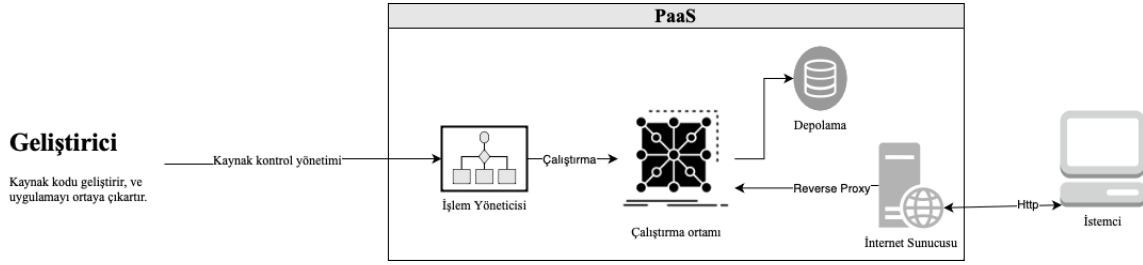 PaaS
Depolama
Geliştirici
Kaynak kodu geliştirir, ve
uygulamayı ortaya çıkartır.
Kaynak kontrol yönetimi
İşlem Yöneticisi
Çalıştırma
Çalıştırma ortamı
Reverse Proxy
İnternet Sunucusu
Http
İstemci